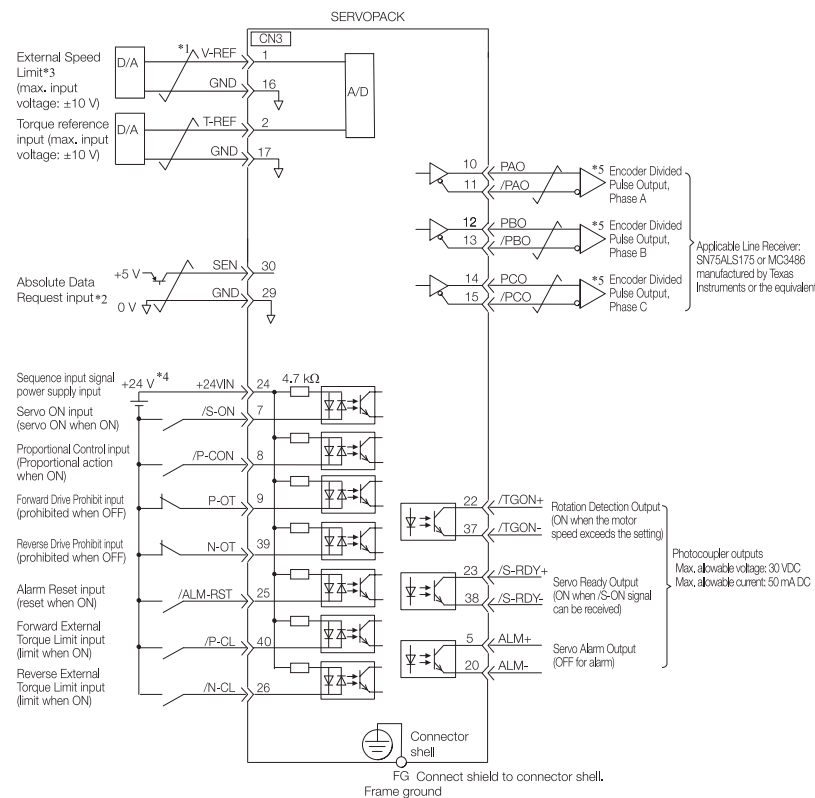 SERVOPACK
CN3
External Speed
Limit*3
(max. input
voltage: ±10 V)
D/A
*1
V-REF
1
GND
16
A/D
Torque reference
input (max. input
voltage: ±10 V)
D/A
T-REF
2
GND
17
10
PAO
11
/PAO
*5 Encoder Divided
Pulse Output,
Phase A
12
PBO
13
/PBO
*5 Encoder Divided
Pulse Output,
Phase B
14
PCO
15
/PCO
*5 Encoder Divided
Pulse Output,
Phase C
Applicable Line Receiver:
SN75ALS175 or MC3486
manufactured by Texas
Instruments or the equivalent
Absolute Data
Request input*2
+5 V
SEN
30
0 V
GND
29
Sequence input signal
power supply input
+24 V *4
+24VIN
24
4.7 kΩ
Servo ON input
(servo ON when ON)
/S-ON
7
Proportional Control input
(Proportional action
when ON)
/P-CON
8
Forward Drive Prohibit input
(prohibited when OFF)
P-OT
9
Reverse Drive Prohibit input
(prohibited when OFF)
N-OT
39
Alarm Reset input
(reset when ON)
/ALM-RST
25
Forward External
Torque Limit input
(limit when ON)
/P-CL
40
Reverse External
Torque Limit input
(limit when ON)
/N-CL
26
22
/TGON+
37
/TGON-
Rotation Detection Output
(ON when the motor
speed exceeds the setting)
23
/S-RDY+
38
/S-RDY-
Servo Ready Output
(ON when /S-ON signal
can be received)
5
ALM+
20
ALM-
Servo Alarm Output
(OFF for alarm)
Photocoupler outputs
Max. allowable voltage: 30 VDC
Max. allowable current: 50 mA DC
Connector
shell
FG Connect shield to connector shell.
Frame ground